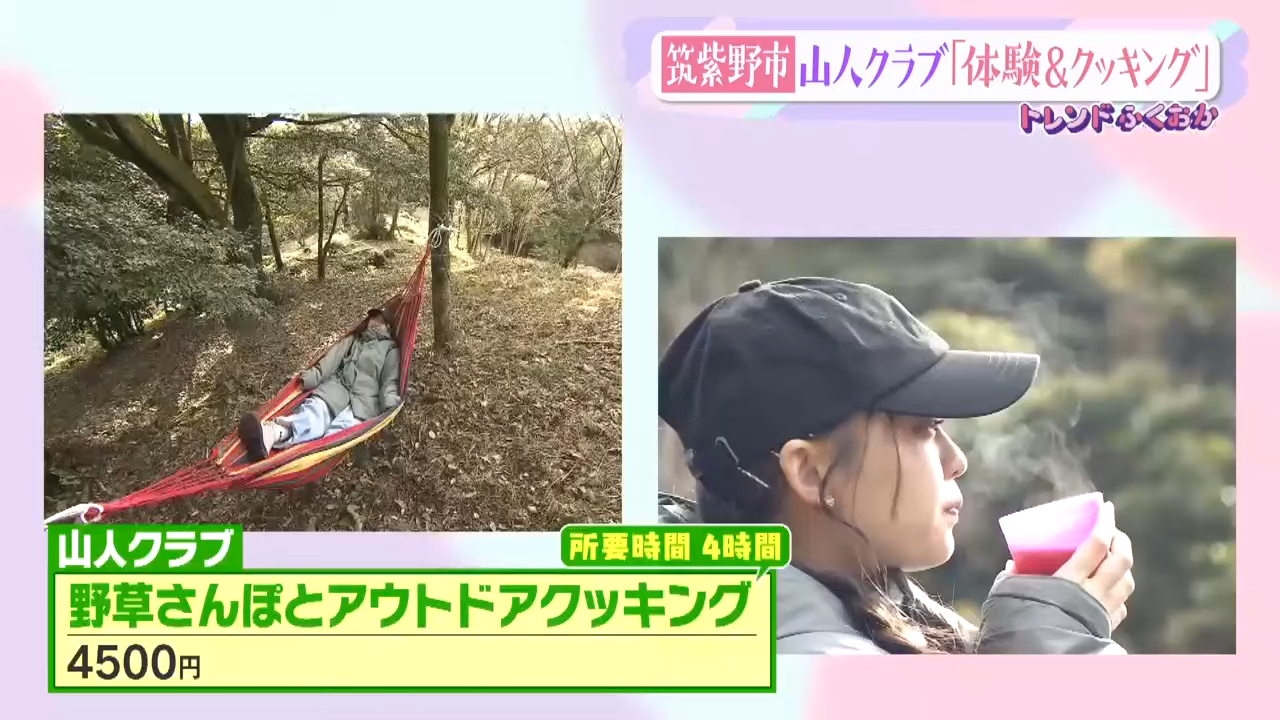 筑紫野市 山人クラブ「体験&クッキング」
トレンドふくおか
山人クラブ
所要時間 4時間
野草さんぽとアウトドアクッキング
4500円